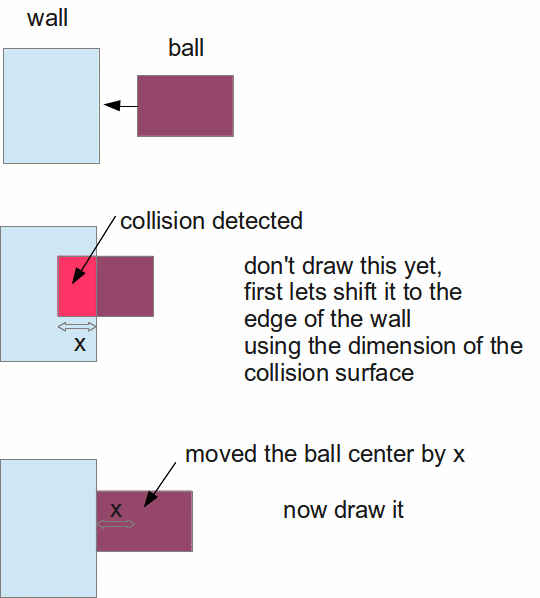 wall
ball
collision detected
don't draw this yet,
first lets shift it to the
edge of the wall
using the dimension of the
collision surface
x
moved the ball center by x
x
now draw it